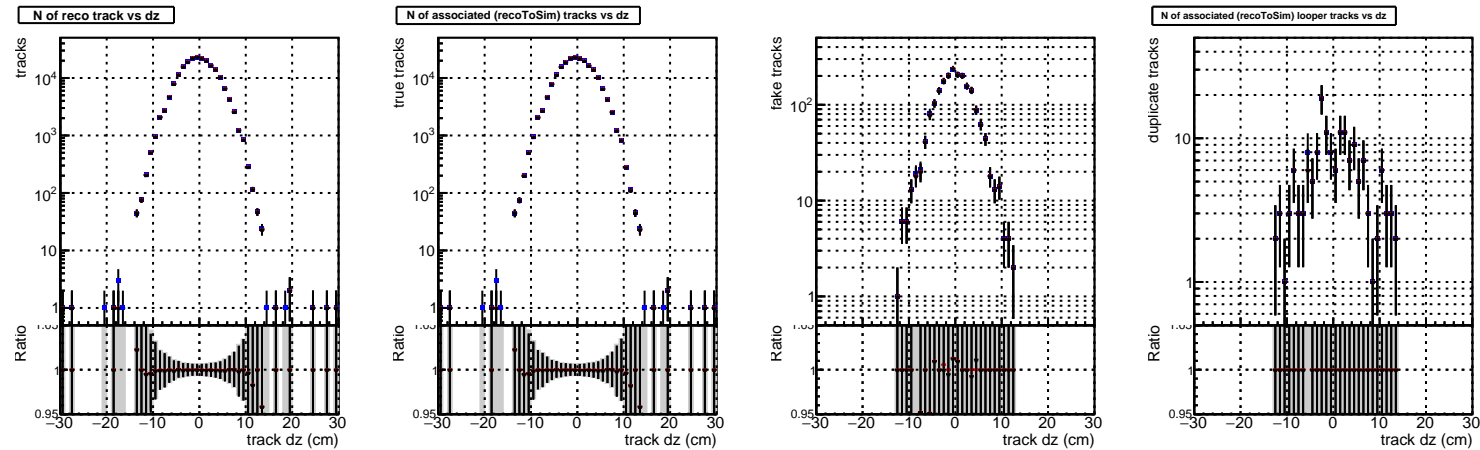 N of reco track vs dz
tracks
10⁴
10³
10²
10
1
Ratio
1
0.95
−30 −20 −10 0 10 20 30
track dz (cm)
N of associated (recoToSim) tracks vs dz
true tracks
10⁴
10³
10²
10
1
Ratio
1
0.95
−30 −20 −10 0 10 20 30
track dz (cm)
fake tracks
10²
10
1
Ratio
1
0.95
−30 −20 −10 0 10 20 30
track dz (cm)
N of associated (recoToSim) looper tracks vs dz
duplicate tracks
10
1
Ratio
1
0.95
−30 −20 −10 0 10 20 30
track dz (cm)